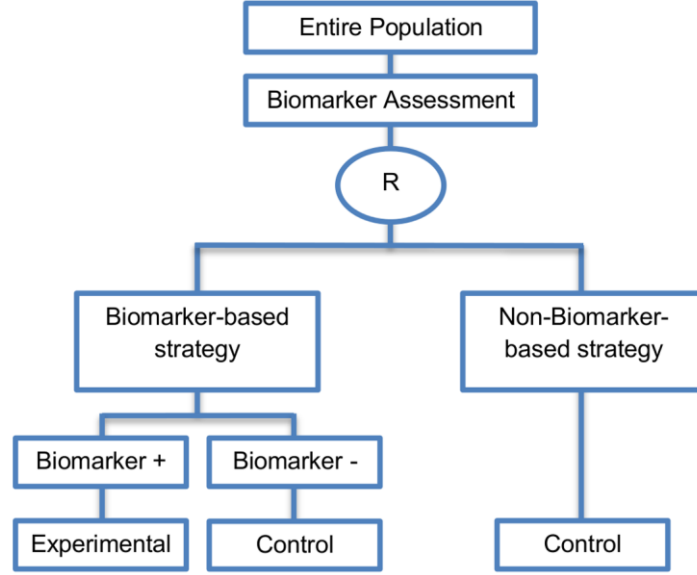 Entire Population
Biomarker Assessment
R
Biomarker-based
strategy
Non-Biomarker-
based strategy
Biomarker +
Biomarker -
Experimental
Control
Control